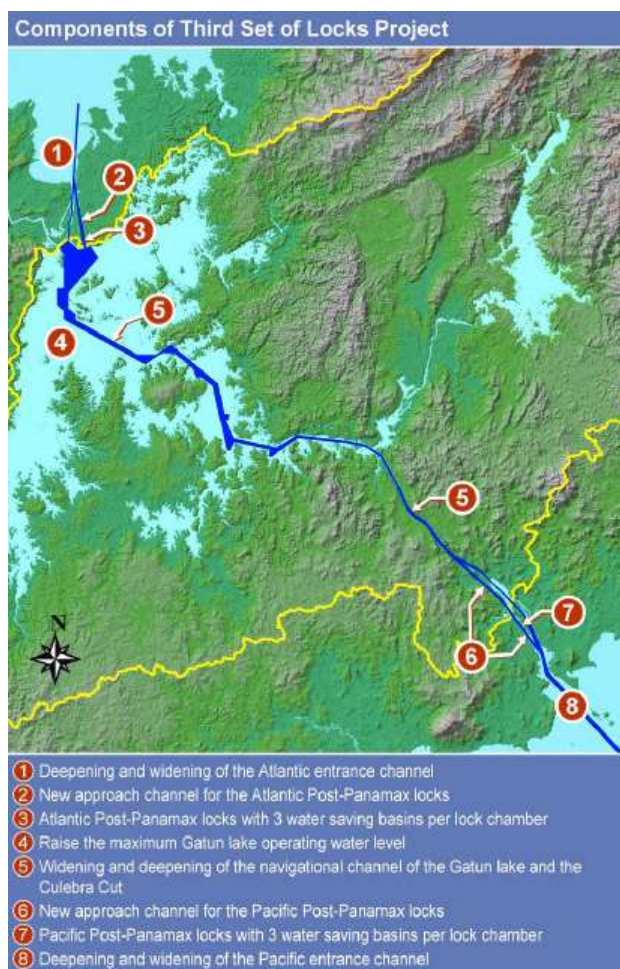 Components of Third Set of Locks Project
1
2
3
5
4
5
7
6
8
N
1 Deepening and widening of the Atlantic entrance channel
2 New approach channel for the Atlantic Post-Panamax locks
3 Atlantic Post-Panamax locks with 3 water saving basins per lock chamber
4 Raise the maximum Gatun lake operating water level
5 Widening and deepening of the navigational channel of the Gatun lake and the
Culebra Cut
6 New approach channel for the Pacific Post-Panamax locks
7 Pacific Post-Panamax locks with 3 water saving basins per lock chamber
8 Deepening and widening of the Pacific entrance channel